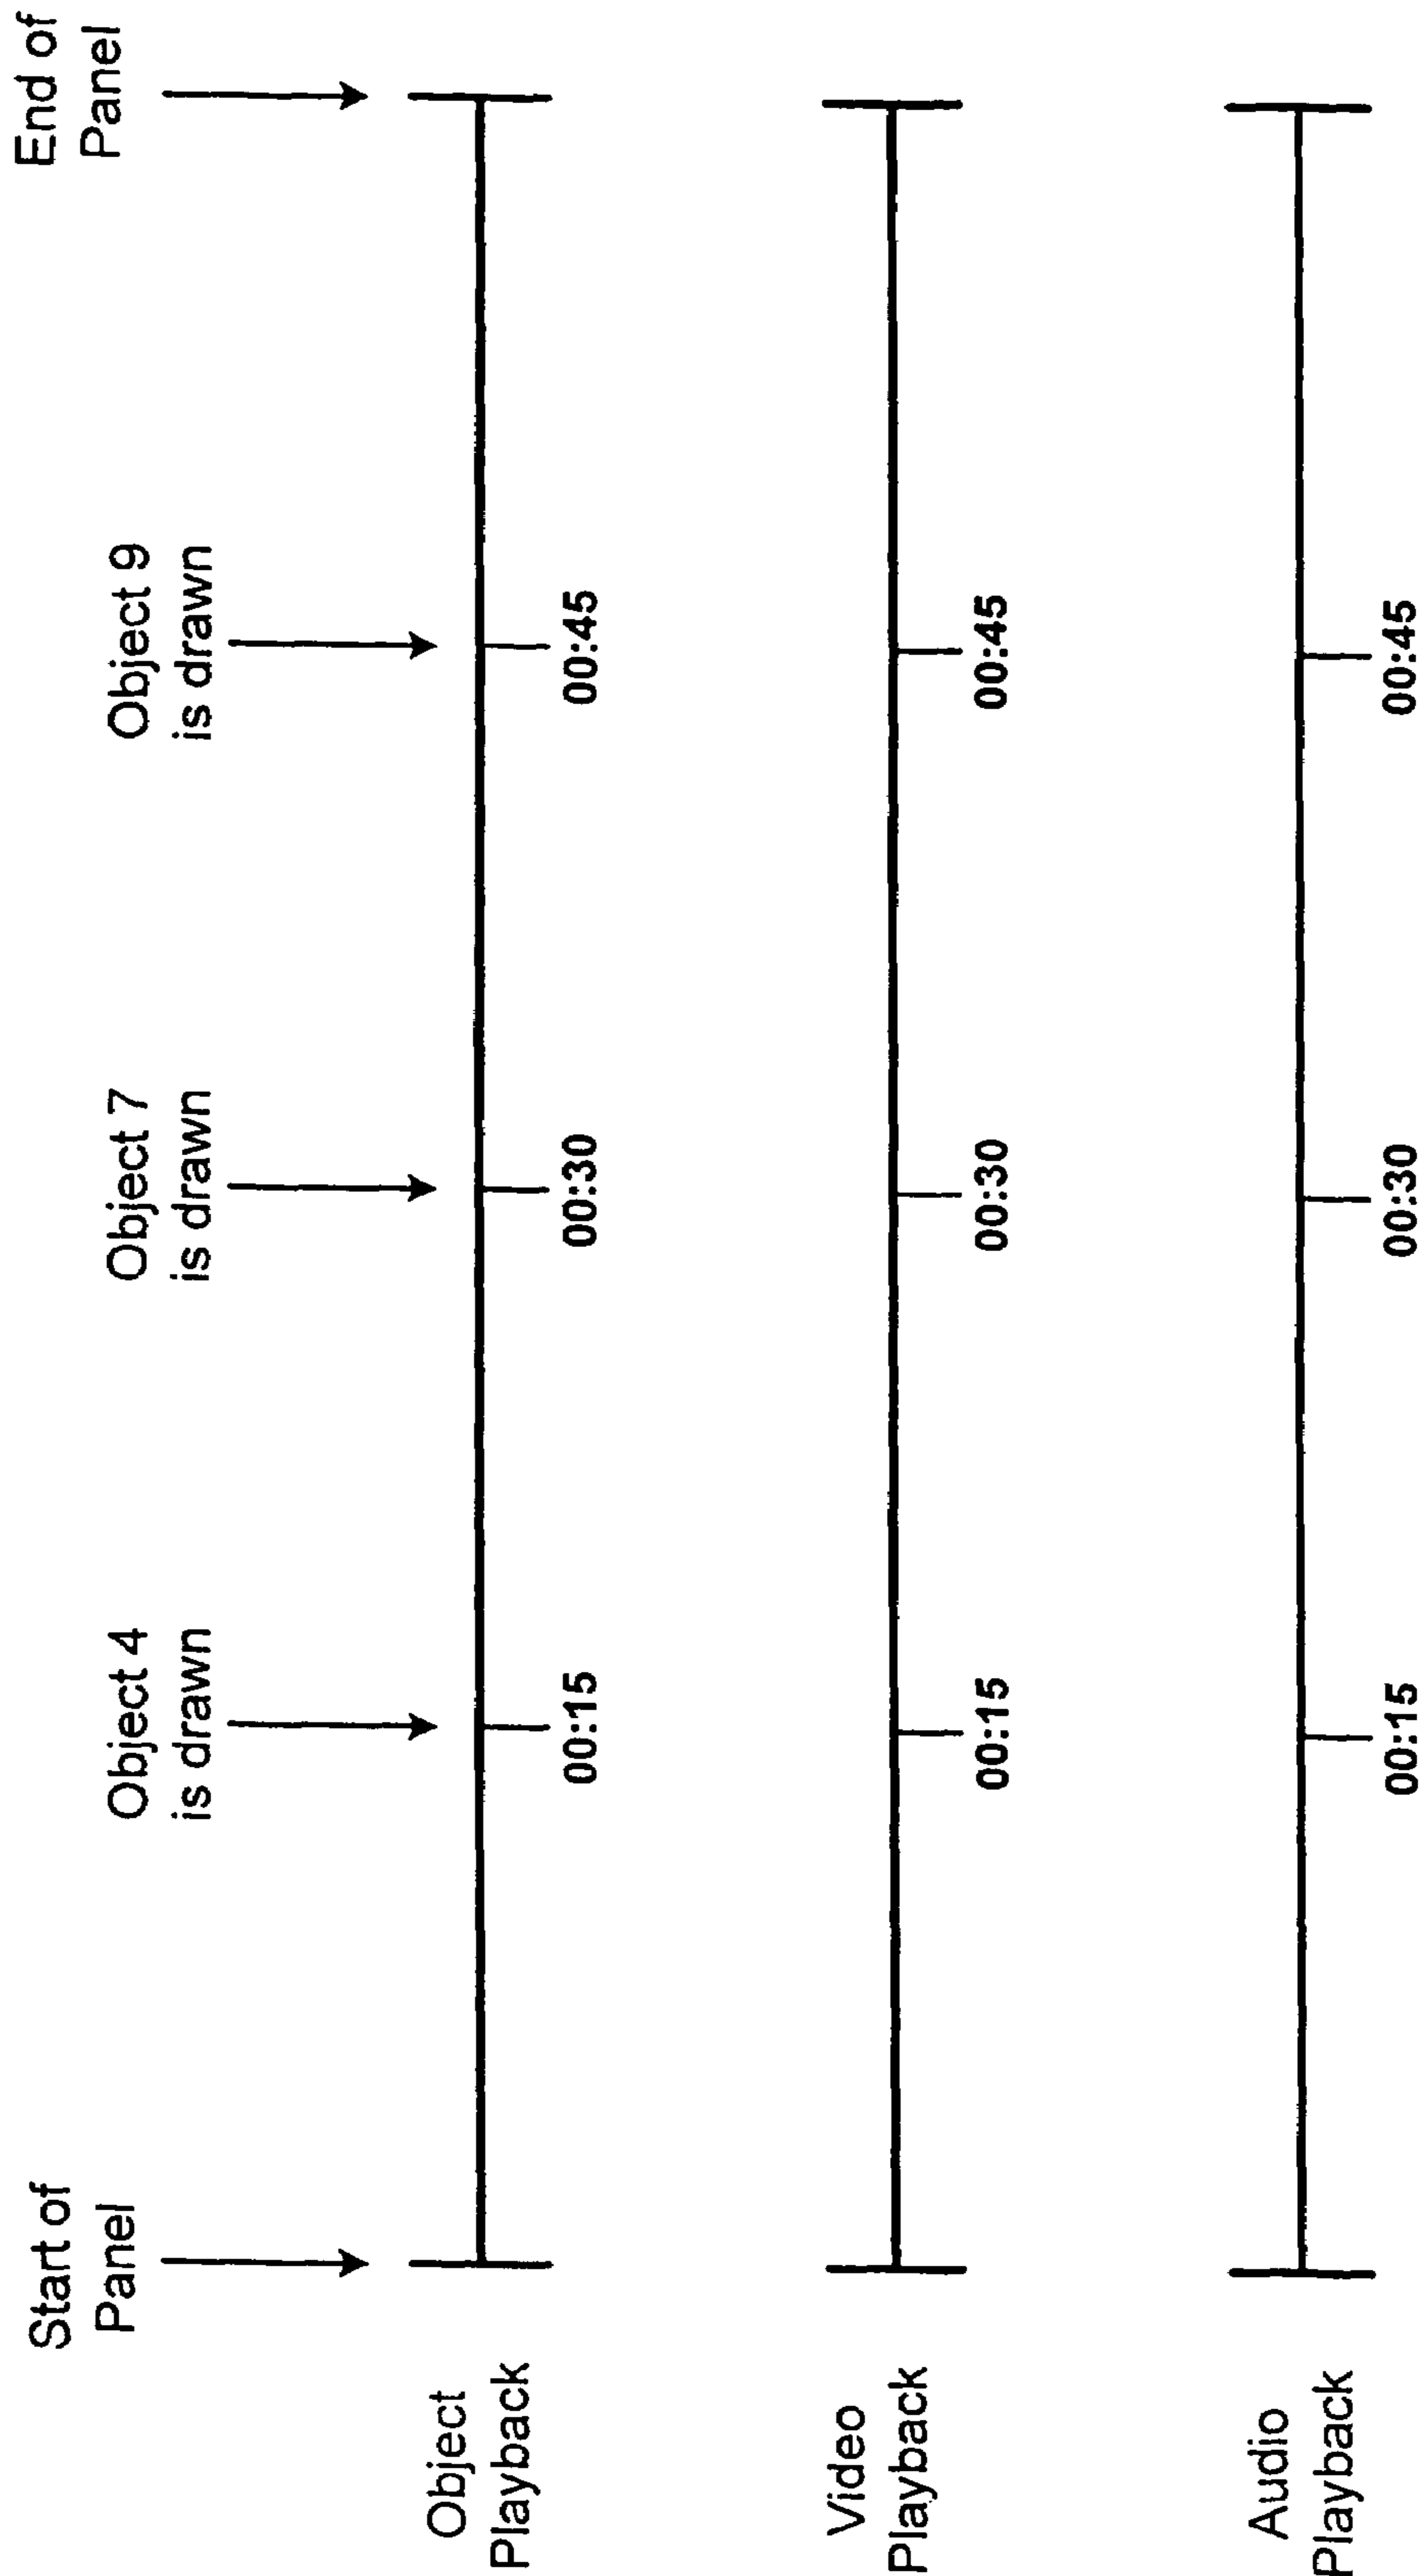 Start of
Panel
Object 4
is drawn
Object 7
is drawn
Object 9
is drawn
End of
Panel
Object
Playback
00:15
00:30
00:45
Video
Playback
00:15
00:30
00:45
Audio
Playback
00:15
00:30
00:45